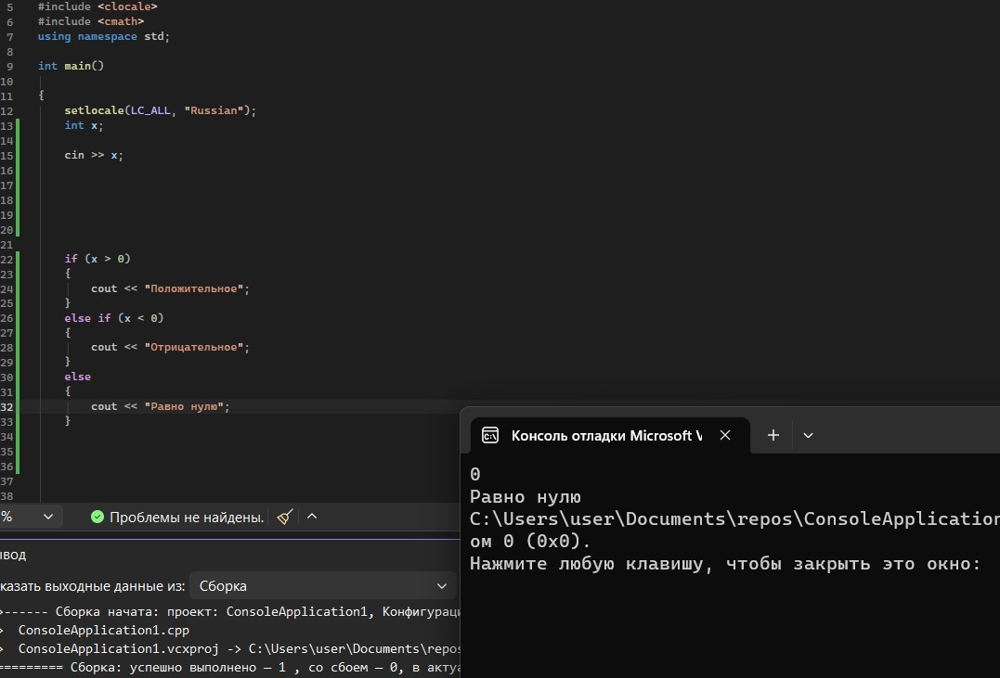 5 #include <clocale>
6 #include <cmath>
7 using namespace std;
8
9 int main()
10
11 {
12 setlocale(LC_ALL, "Russian");
13 int x;
14
15 cin >> x;
16
17
18
19
20
21
22 if (x > 0)
23 {
24 cout << "Положительное";
25 }
26 else if (x < 0)
27 {
28 cout << "Отрицательное";
29 }
30 else
31 {
32 cout << "Равно нулю";
33 }
34
35
36
37
38
Консоль отладки Microsoft V
0
Равно нулю
C:\Users\user\Documents\repos\ConsoleApplication
ом 0 (0x0).
Нажмите любую клавишу, чтобы закрыть это окно:
% Проблемы не найдены.
ывод
казать выходные данные из: Сборка
>------ Сборка начата: проект: ConsoleApplication1, Конфигураци
> ConsoleApplication1.cpp
> ConsoleApplication1.vcxproj -> C:\Users\user\Documents\repos
========= Сборка: успешно выполнено — 1 , со сбоем — 0, в актуа